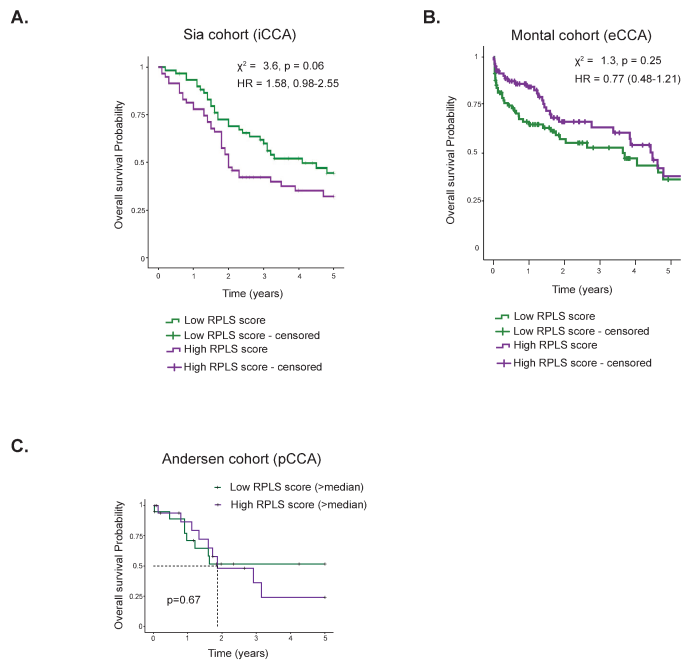 A.
Sia cohort (iCCA)
χ² = 3.6, p = 0.06
HR = 1.58, 0.98-2.55
Overall survival Probability
1
0.75
0.5
0.25
0
0 1 2 3 4 5
Time (years)
Low RPLS score
Low RPLS score - censored
High RPLS score
High RPLS score - censored
B.
Montal cohort (eCCA)
χ² = 1.3, p = 0.25
HR = 0.77 (0.48-1.21)
Overall survival Probability
1
0.75
0.5
0.25
0
0 1 2 3 4 5
Time (years)
Low RPLS score
Low RPLS score - censored
High RPLS score
High RPLS score - censored
C.
Andersen cohort (pCCA)
Low RPLS score (>median)
High RPLS score (>median)
Overall survival Probability
1
0.75
0.5
0.25
0
p=0.67
0 1 2 3 4 5
Time (years)